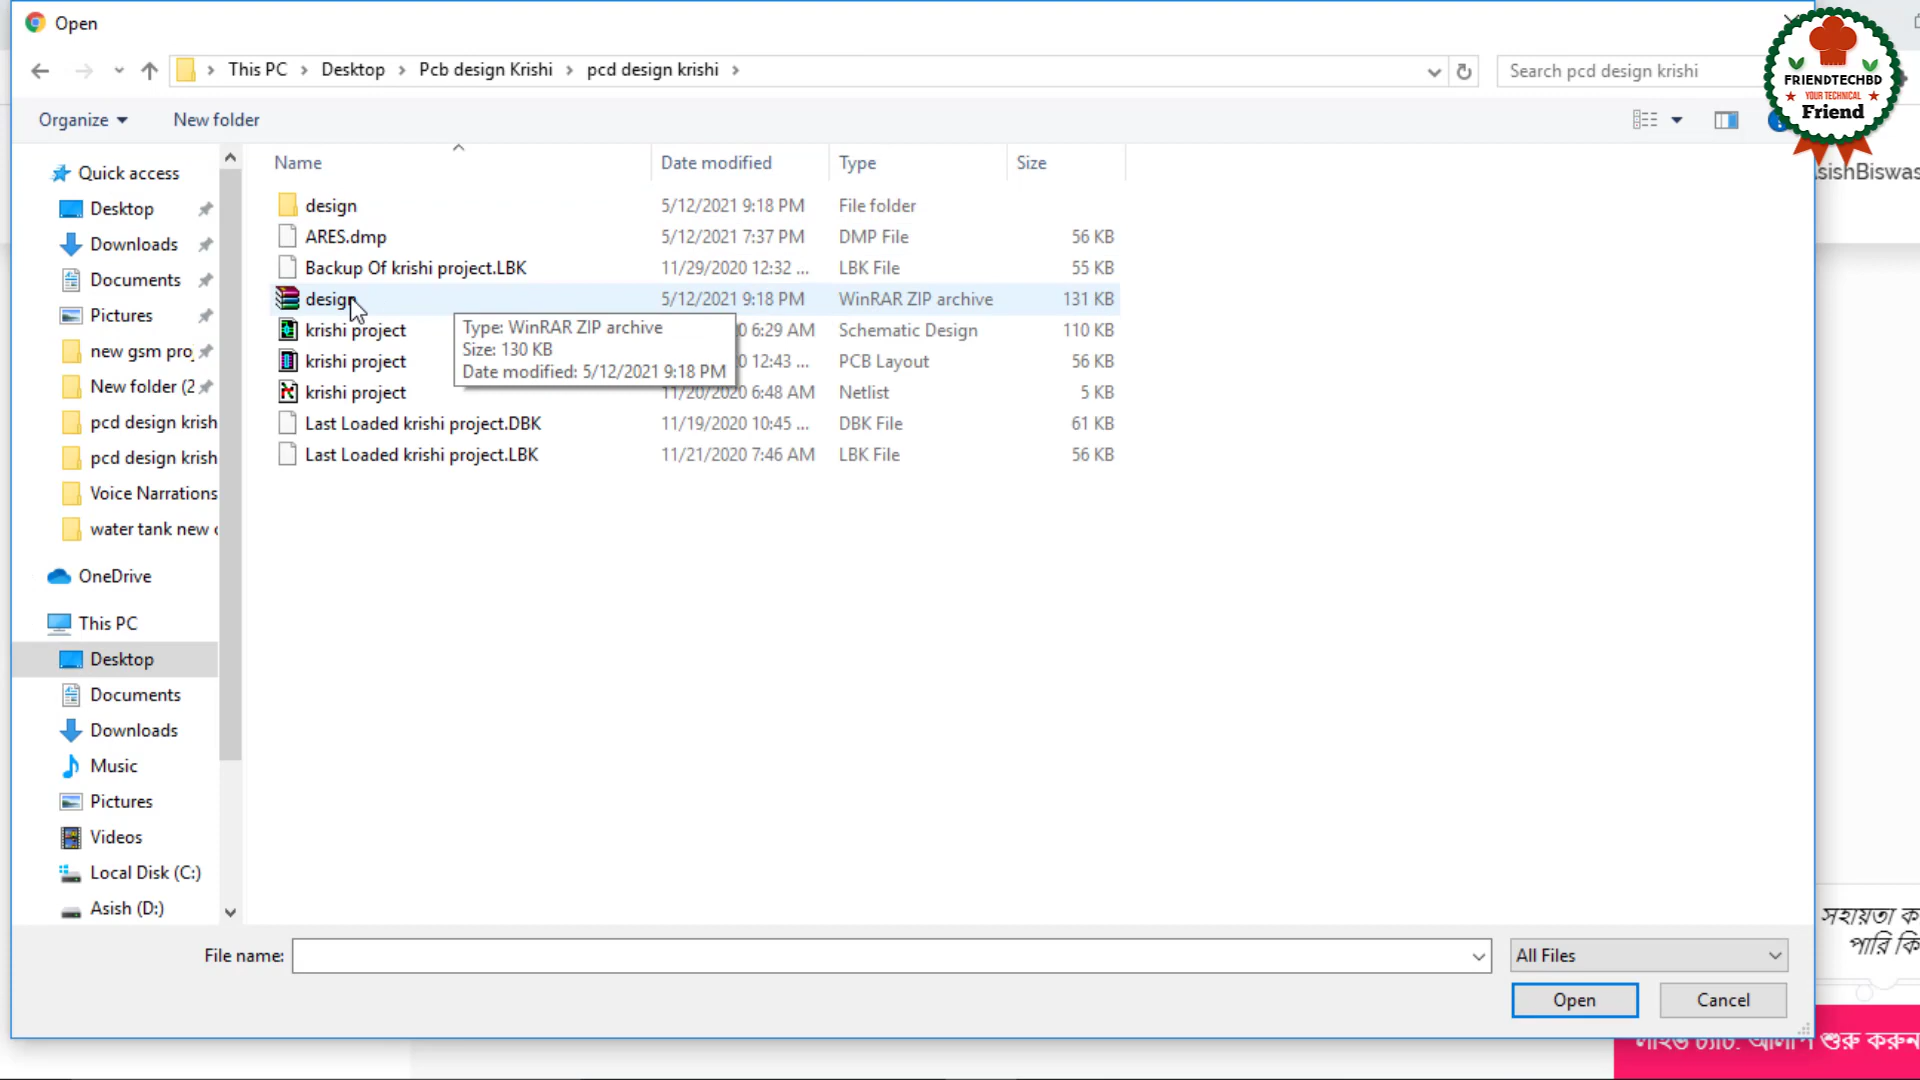 Open
This PC > Desktop > Pcb design Krishi > pcd design krishi >
Search pcd design krishi
FRIENDTECHBD
YOUR TECHNICAL
Friend
Organize
New folder
Name Date modified Type Size
design 5/12/2021 9:18 PM File folder
ARES.dmp 5/12/2021 7:37 PM DMP File 56 KB
Backup Of krishi project.LBK 11/29/2020 12:32 ... LBK File 55 KB
design 5/12/2021 9:18 PM WinRAR ZIP archive 131 KB
krishi project 0 6:29 AM Schematic Design 110 KB
krishi project 0 12:43 ... PCB Layout 56 KB
krishi project 11/20/2020 6:48 AM Netlist 5 KB
Last Loaded krishi project.DBK 11/19/2020 10:45 ... DBK File 61 KB
Last Loaded krishi project.LBK 11/21/2020 7:46 AM LBK File 56 KB
Type: WinRAR ZIP archive
Size: 130 KB
Date modified: 5/12/2021 9:18 PM
Quick access
Desktop
Downloads
Documents
Pictures
new gsm proj
New folder (2
pcd design krish
pcd design krish
Voice Narrations
water tank new
OneDrive
This PC
Desktop
Documents
Downloads
Music
Pictures
Videos
Local Disk (C:)
Asish (D:)
sishBiswas
সহায়তা ক
পারি কি
File name:
All Files
Open
Cancel
শুরু করুন